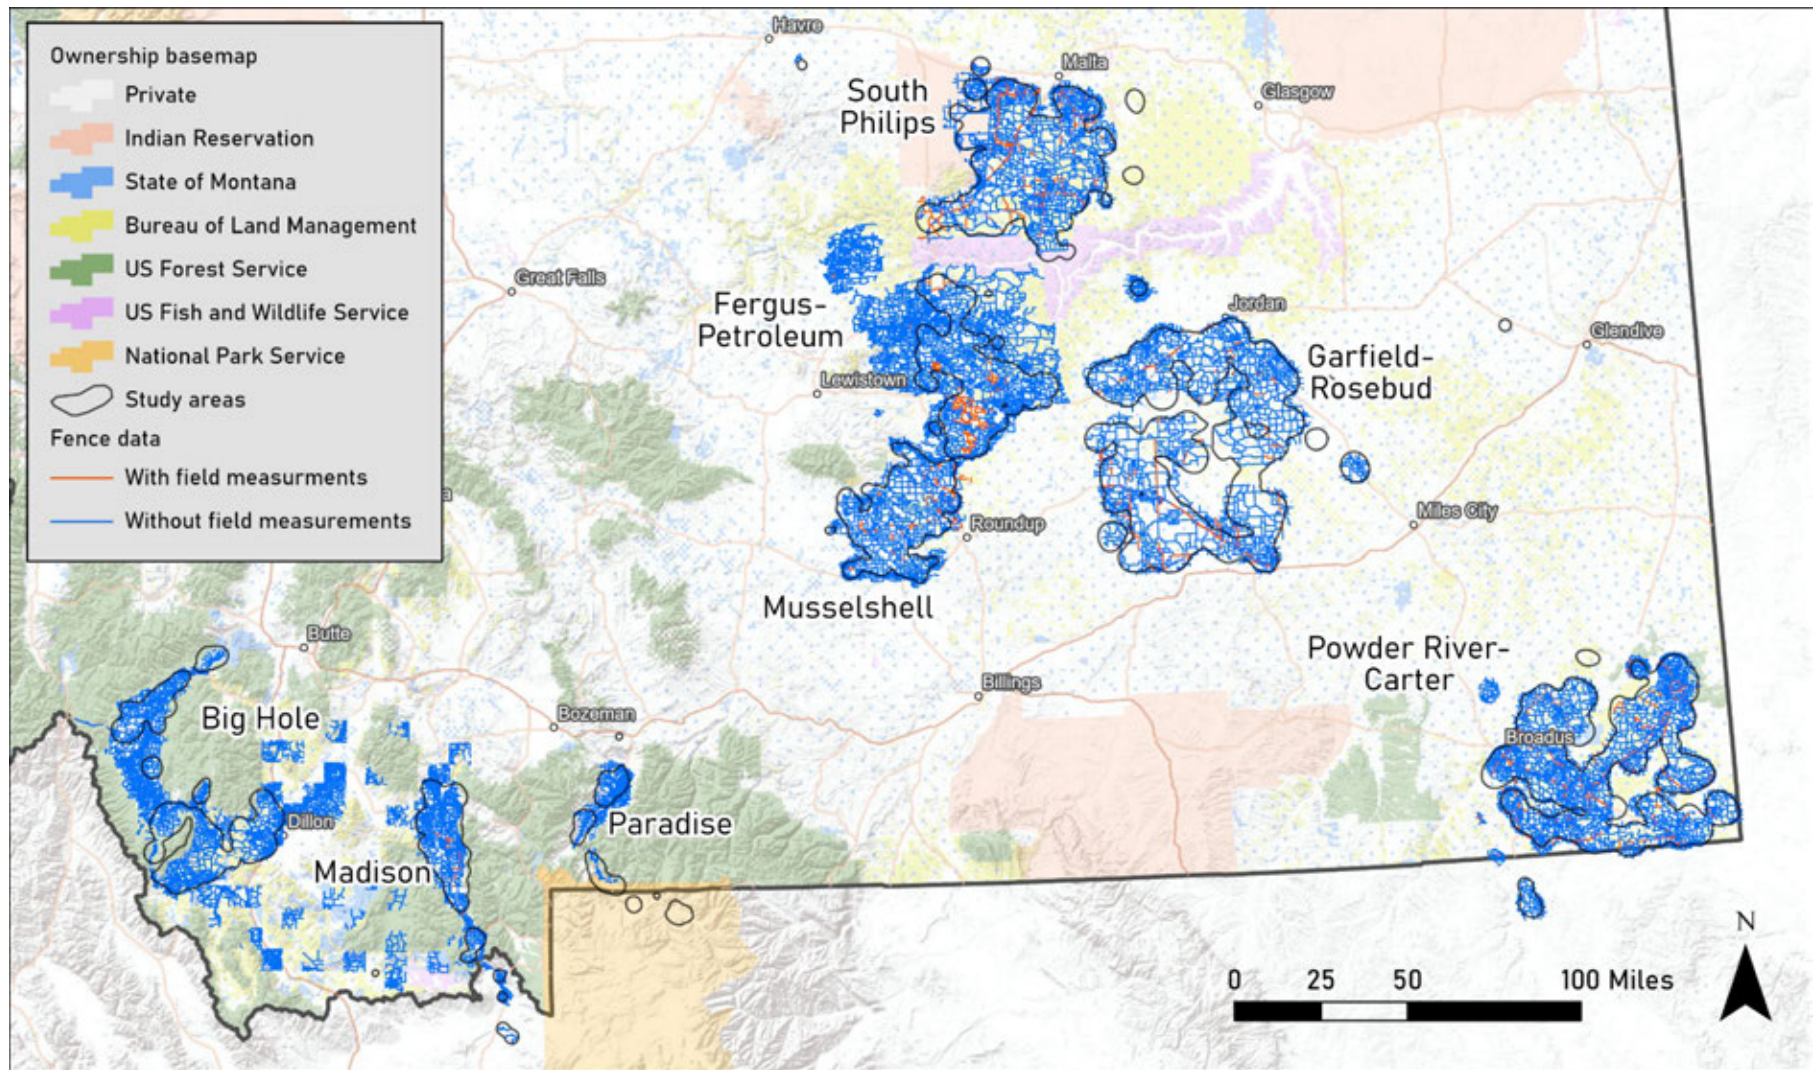 Ownership basemap
Private
Indian Reservation
State of Montana
Bureau of Land Management
US Forest Service
US Fish and Wildlife Service
National Park Service
Study areas
Fence data
With field measurments
Without field measurements
Havre
Malta
Glasgow
South
Philips
Great Falls
Fergus-
Petroleum
Jordan
Glendive
Garfield-
Rosebud
Lewistown
Roundup
Miles City
Musselshell
Butte
Powder River-
Carter
Billings
Big Hole
Bozeman
Broadus
Dillon
Paradise
Madison
N
0 25 50 100 Miles